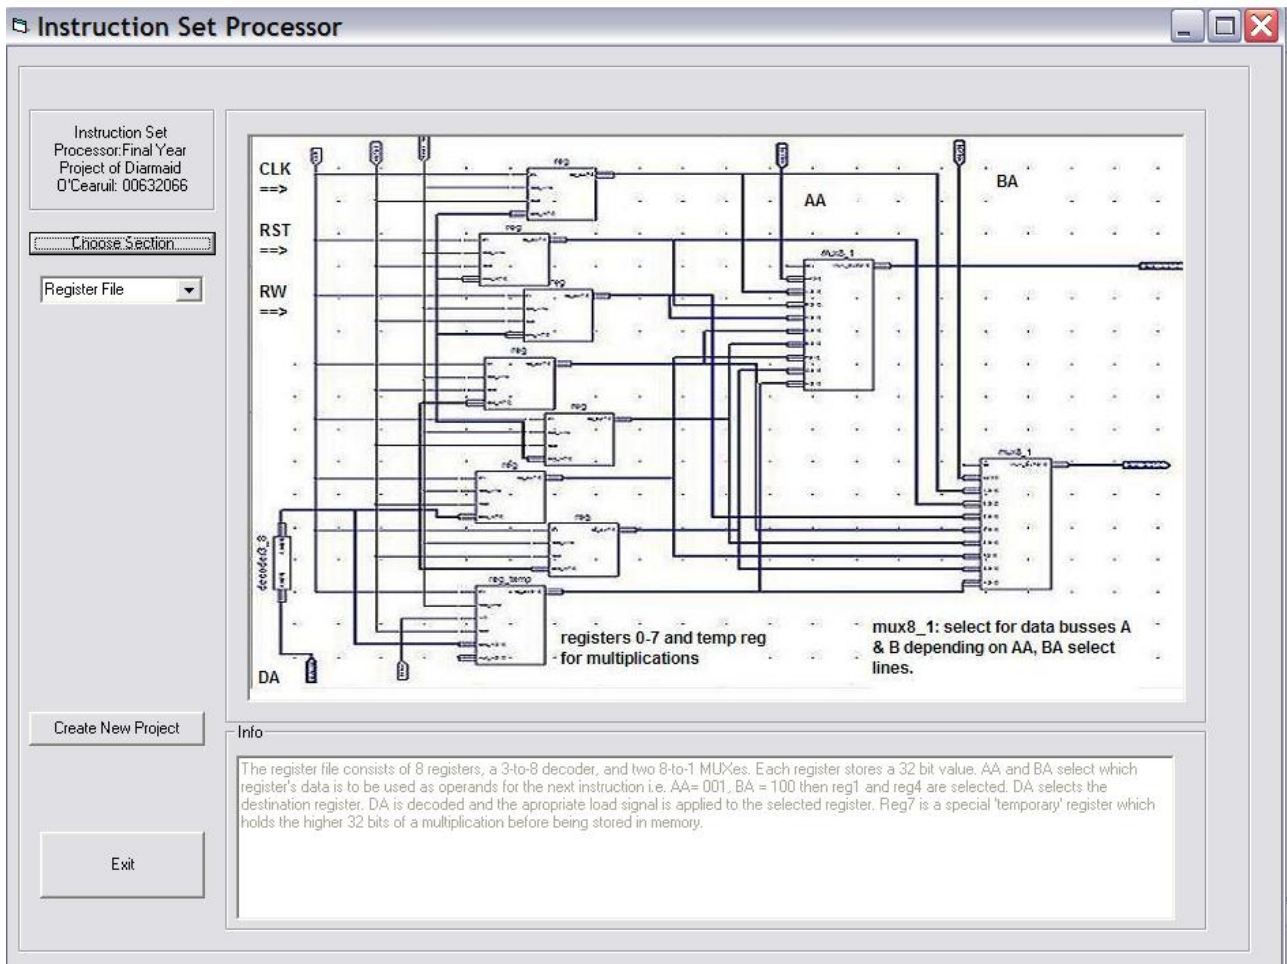 Instruction Set Processor
Instruction Set
Processor:Final Year
Project of Diarmaid
O'Cearuil: 00632066
Choose Section
Register File
CLK
==>
RST
==>
RW
==>
AA
BA
reg
reg
reg
reg
reg
reg
reg
reg_temp
mux8_1
mux8_1
decoder3_8
DA
registers 0-7 and temp reg
for multiplications
mux8_1: select for data busses A
& B depending on AA, BA select
lines.
Create New Project
Exit
Info
The register file consists of 8 registers, a 3-to-8 decoder, and two 8-to-1 MUXes. Each register stores a 32 bit value. AA and BA select which
register's data is to be used as operands for the next instruction i.e. AA= 001, BA = 100 then reg1 and reg4 are selected. DA selects the
destination register. DA is decoded and the apropriate load signal is applied to the selected register. Reg7 is a special 'temporary' register which
holds the higher 32 bits of a multiplication before being stored in memory.